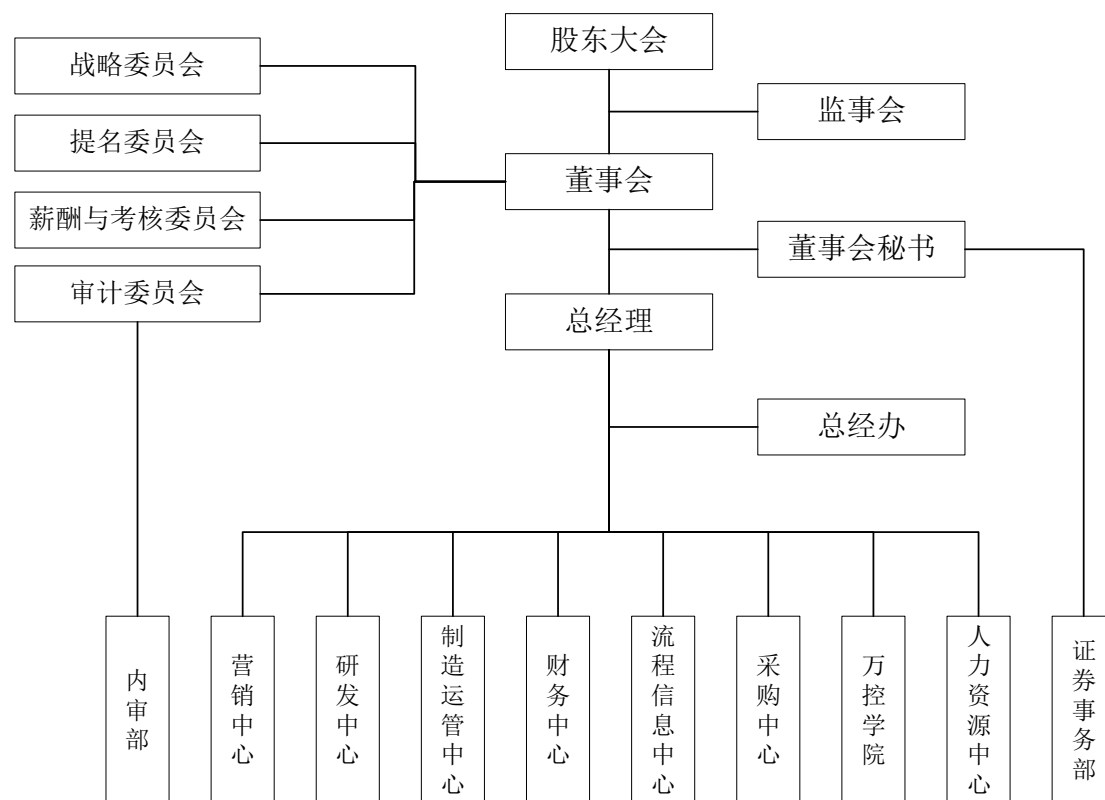 股东大会
战略委员会
监事会
提名委员会
董事会
薪酬与考核委员会
董事会秘书
审计委员会
总经理
总经办
内审部
营销中心
研发中心
制造运管中心
财务中心
流程信息中心
采购中心
万控学院
人力资源中心
证券事务部